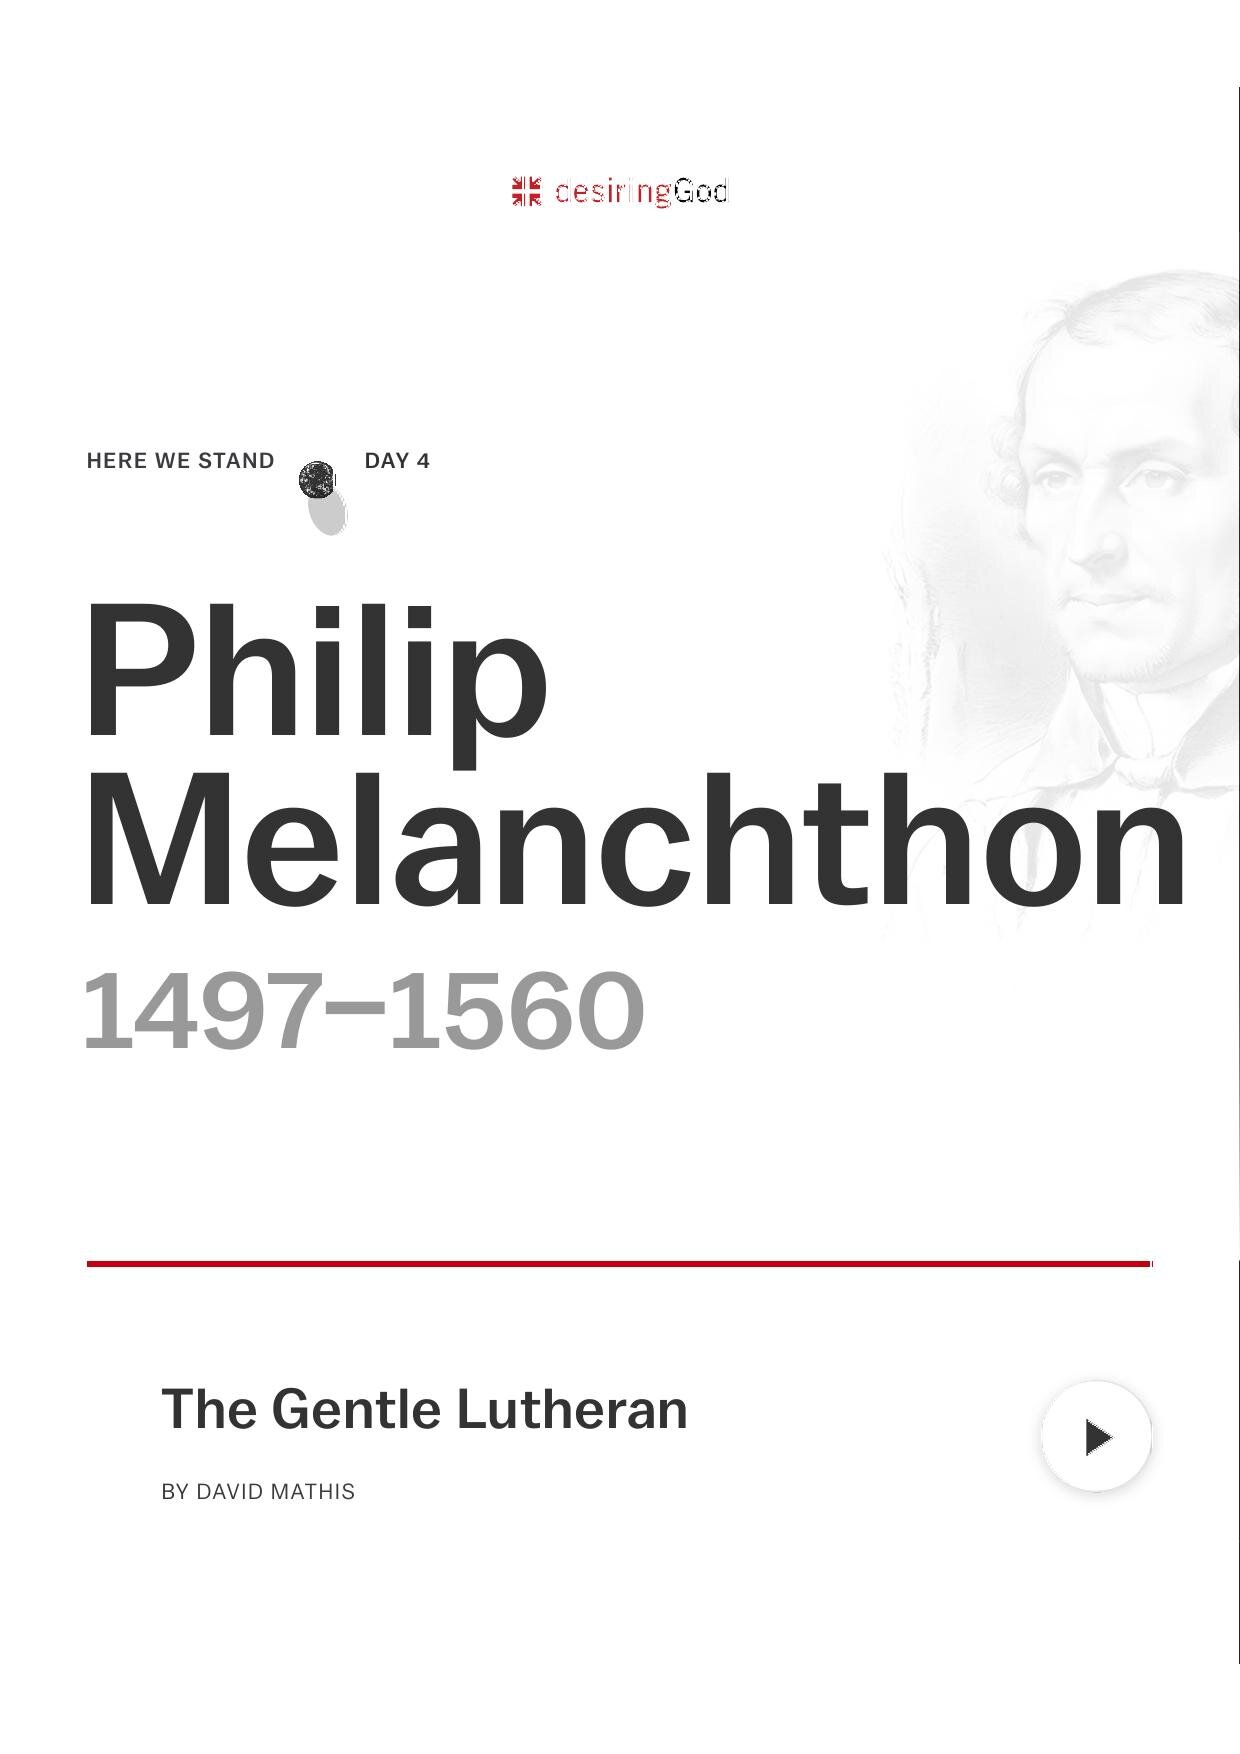 desiringGod
HERE WE STAND DAY 4
Philip
Melanchthon
1497–1560
The Gentle Lutheran
BY DAVID MATHIS